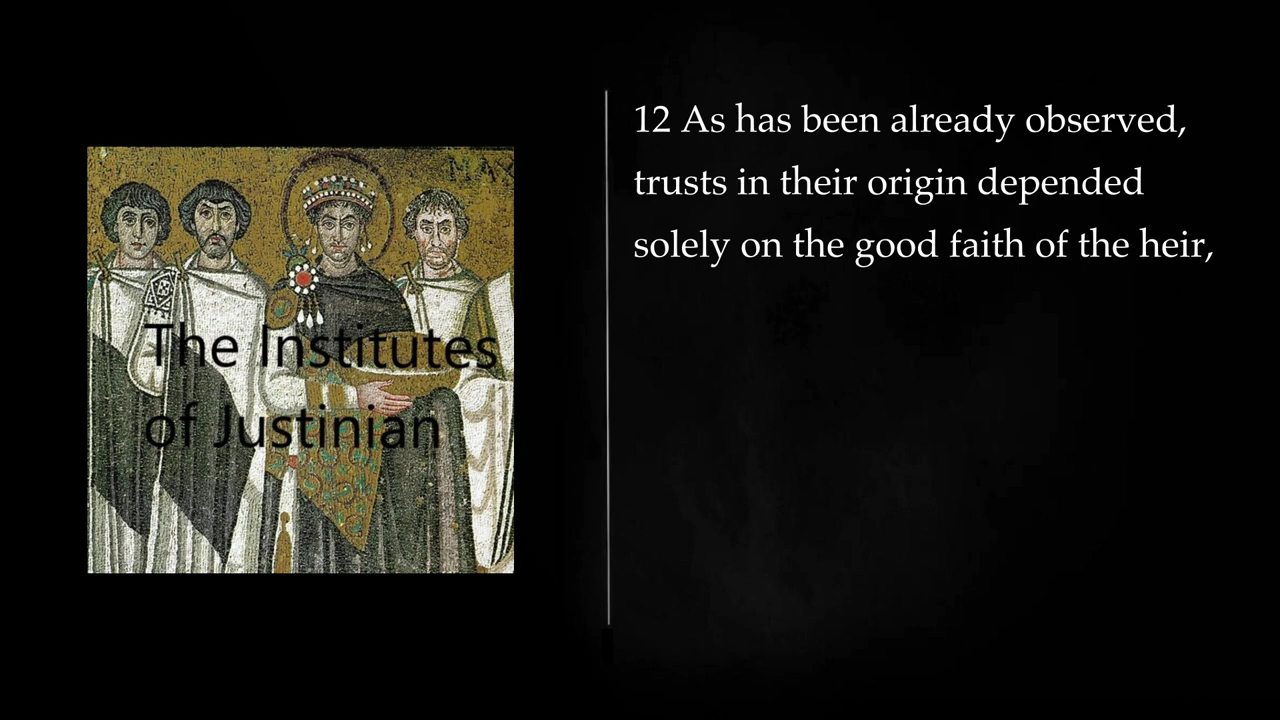 MAX
The Institutes
of Justinian
12 As has been already observed,
trusts in their origin depended
solely on the good faith of the heir,